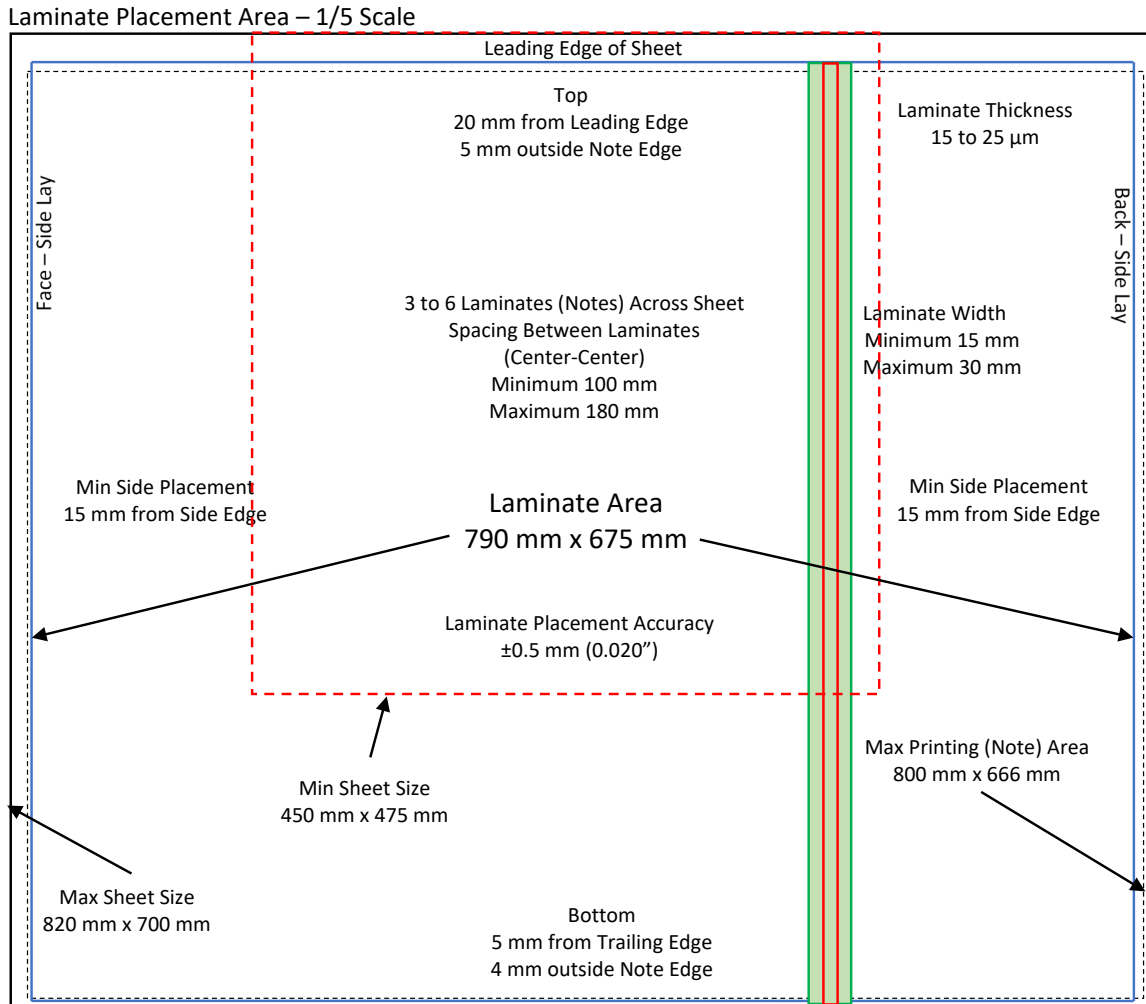 Laminate Placement Area – 1/5 Scale
Leading Edge of Sheet
Top
20 mm from Leading Edge
5 mm outside Note Edge
Laminate Thickness
15 to 25 µm
Face – Side Lay
Back – Side Lay
3 to 6 Laminates (Notes) Across Sheet
Spacing Between Laminates
(Center-Center)
Minimum 100 mm
Maximum 180 mm
Laminate Width
Minimum 15 mm
Maximum 30 mm
Min Side Placement
15 mm from Side Edge
Laminate Area
790 mm x 675 mm
Min Side Placement
15 mm from Side Edge
Laminate Placement Accuracy
±0.5 mm (0.020”)
Min Sheet Size
450 mm x 475 mm
Max Printing (Note) Area
800 mm x 666 mm
Max Sheet Size
820 mm x 700 mm
Bottom
5 mm from Trailing Edge
4 mm outside Note Edge